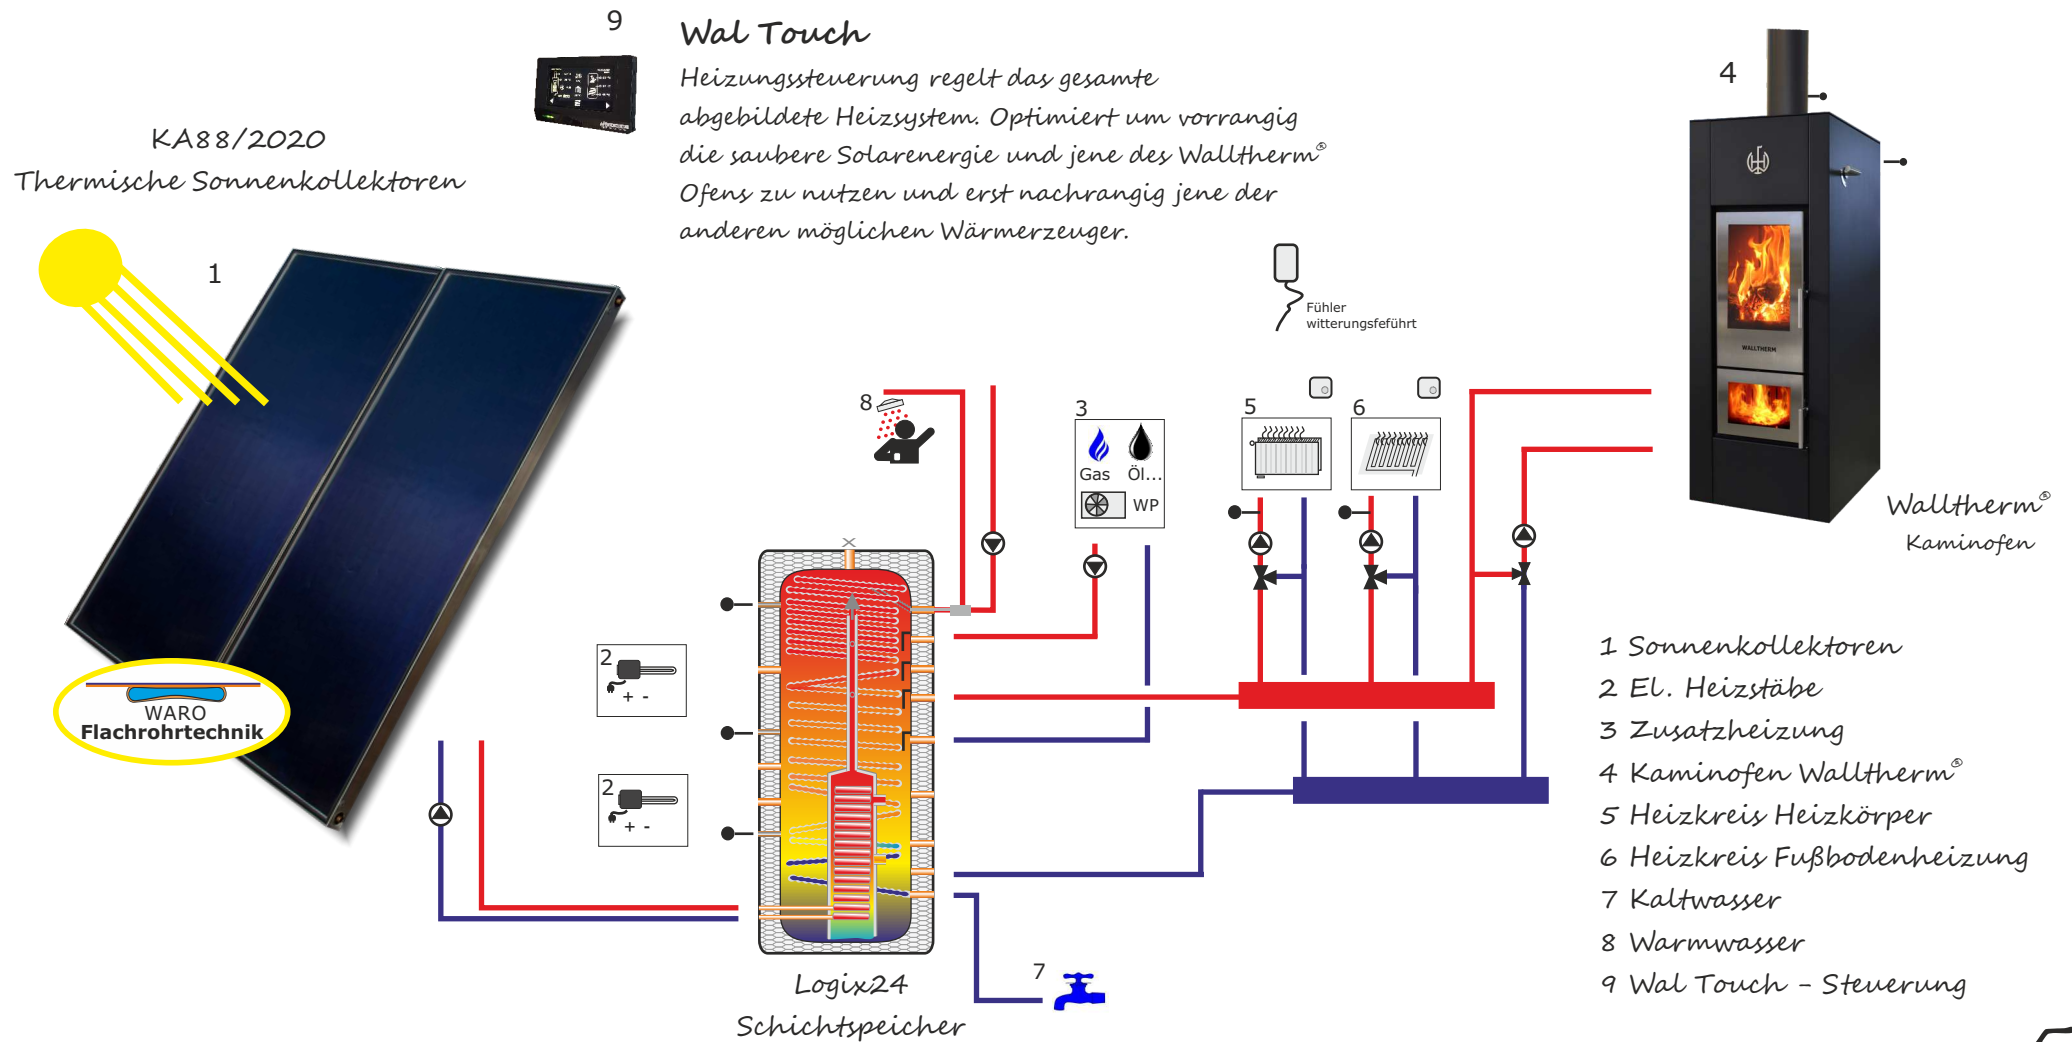 9
Wal Touch
Heizungssteuerung regelt das gesamte
abgebildete Heizsystem. Optimiert um vorrangig
die saubere Solarenergie und jene des Walltherm®
Ofens zu nutzen und erst nachrangig jene der
anderen möglichen Wärmerzeuger.
KA88/2020
Thermische Sonnenkollektoren
1
WARO
Flachrohrtechnik
Fühler
witterungsfeführt
4
WALLTHERM
Walltherm®
Kaminofen
8
3
Gas Öl...
WP
5
6
2
+ -
2
+ -
7
Logix24
Schichtspeicher
1 Sonnenkollektoren
2 El. Heizstäbe
3 Zusatzheizung
4 Kaminofen Walltherm®
5 Heizkreis Heizkörper
6 Heizkreis Fußbodenheizung
7 Kaltwasser
8 Warmwasser
9 Wal Touch - Steuerung